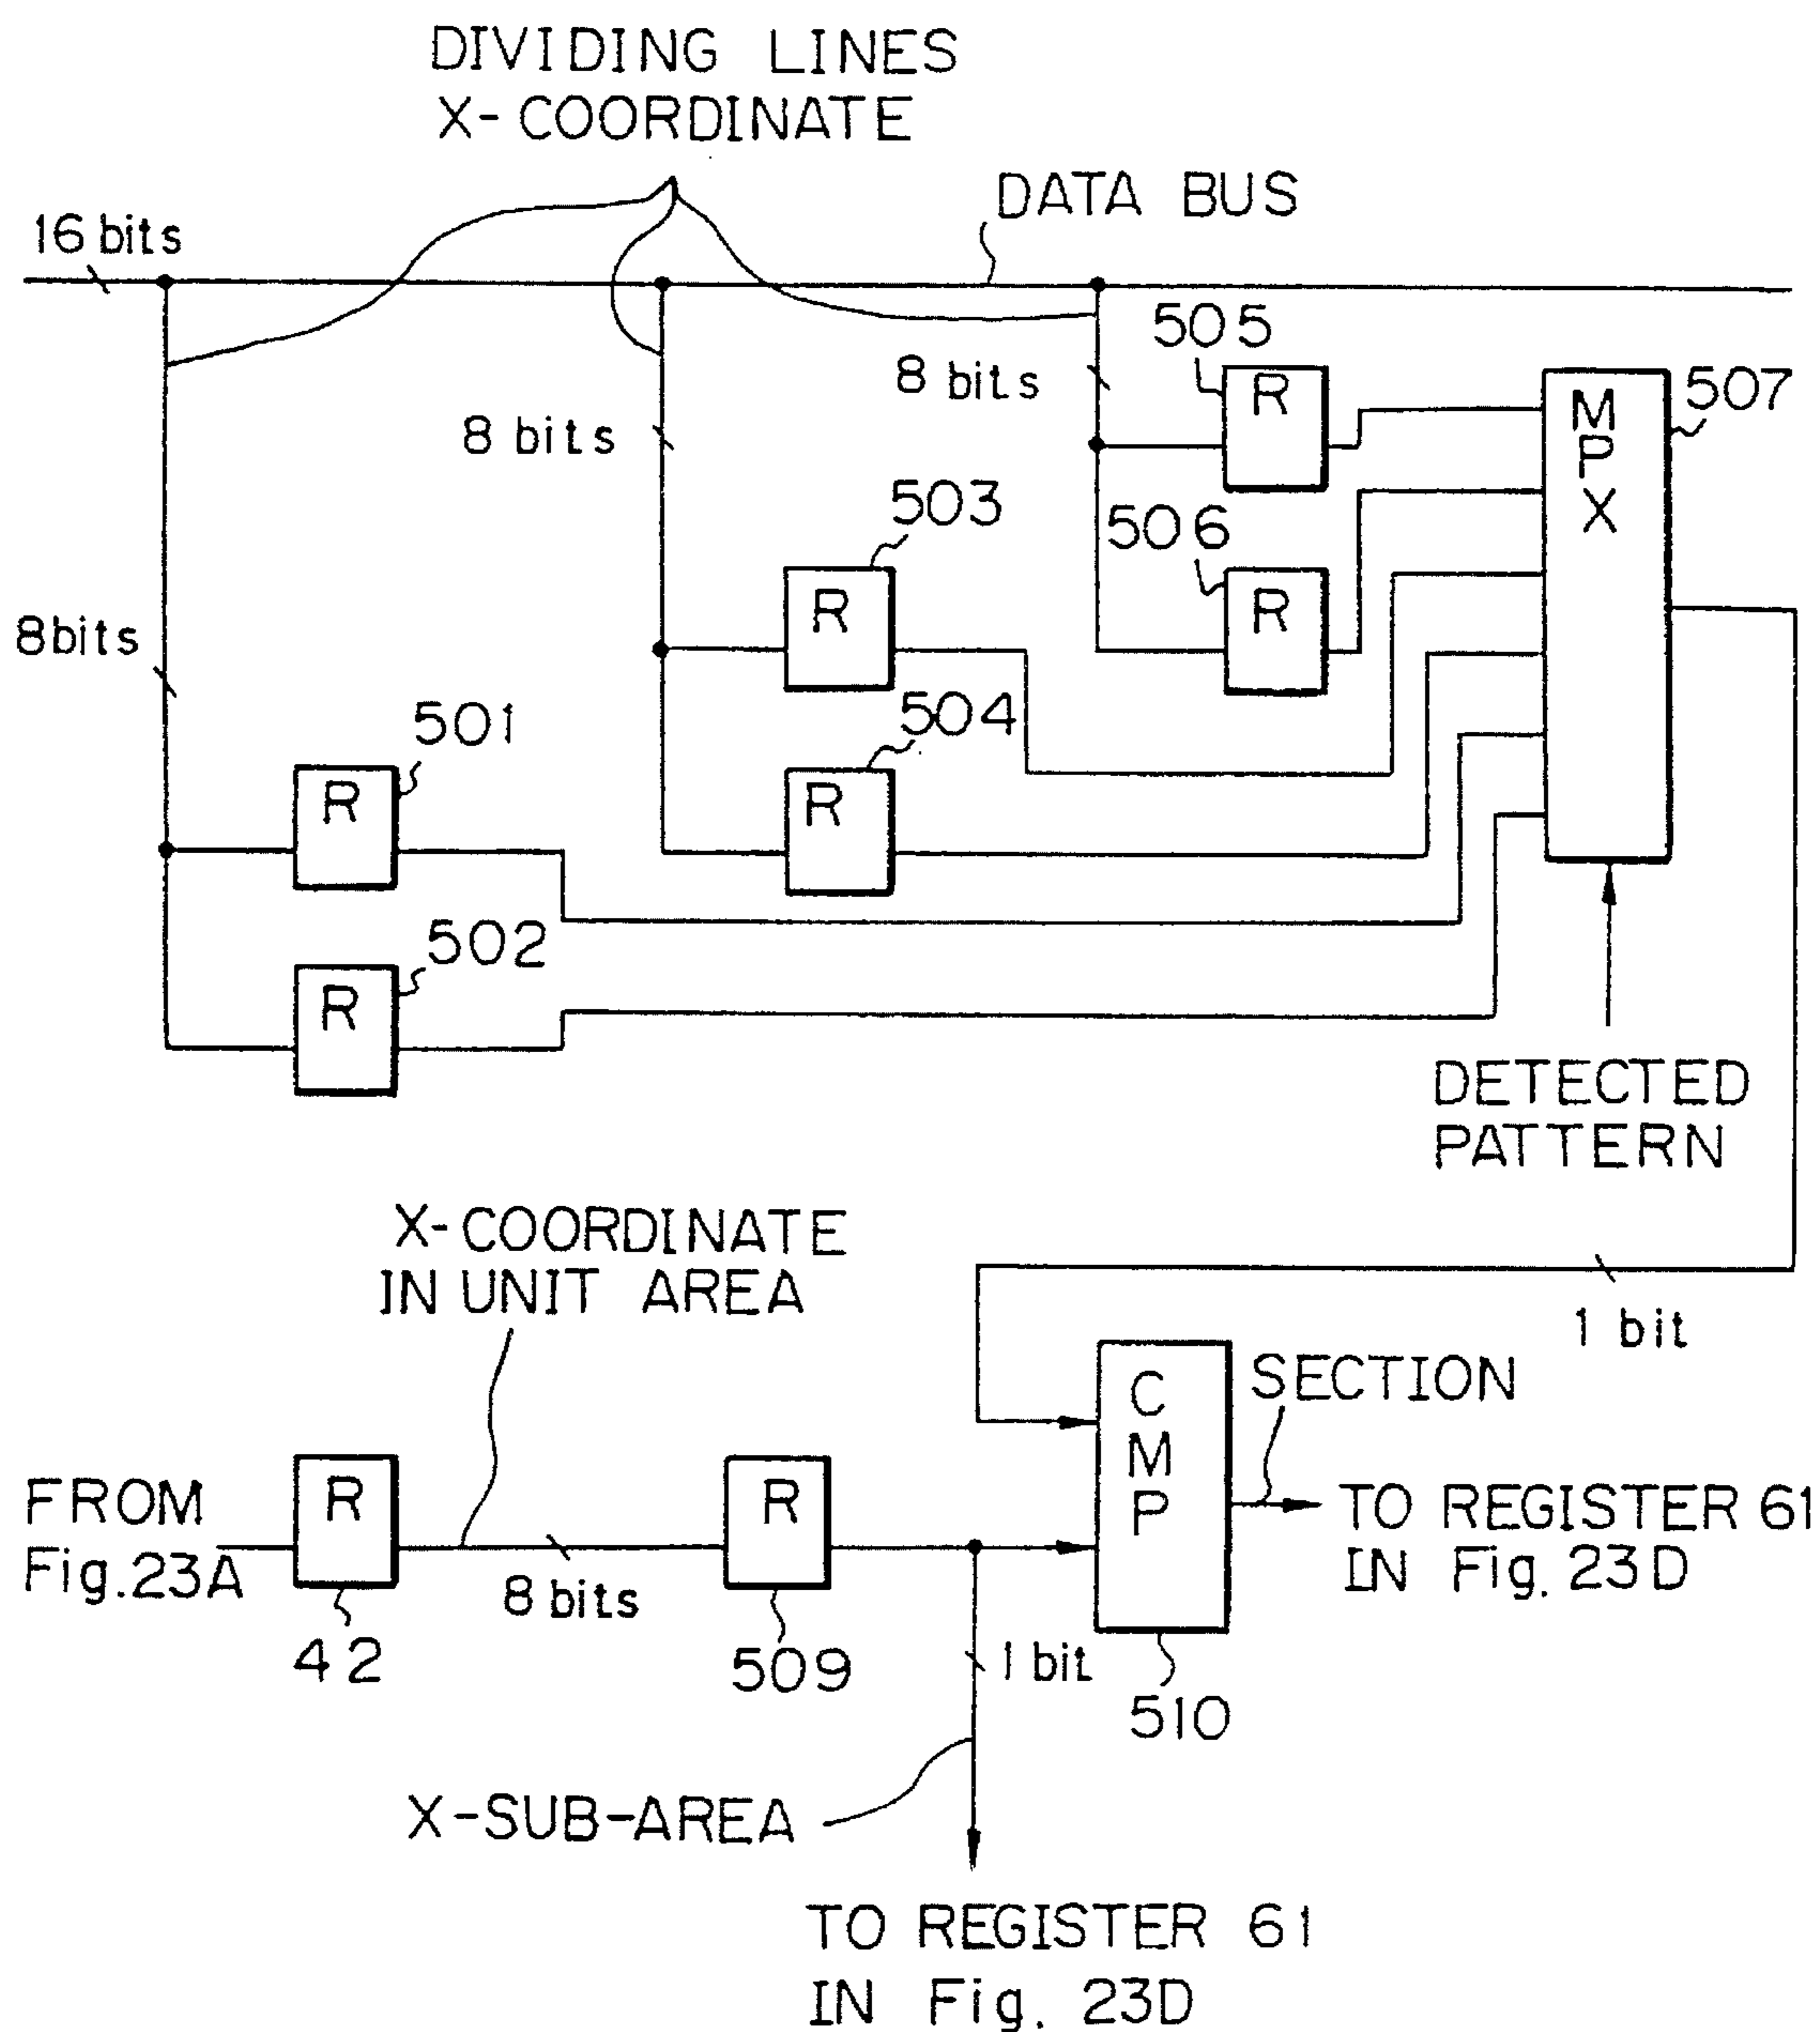 DIVIDING LINES
X-COORDINATE
DATA BUS
16 bits
505
8 bits
R
MPX
507
8 bits
503
506
R
R
8bits
501
504
R
R
502
R
DETECTED
PATTERN
X-COORDINATE
IN UNIT AREA
1 bit
CMP
SECTION
FROM
Fig.23A
R
R
TO REGISTER 61
IN Fig. 23D
8 bits
42
509
1 bit
510
X-SUB-AREA
TO REGISTER 61
IN Fig. 23D